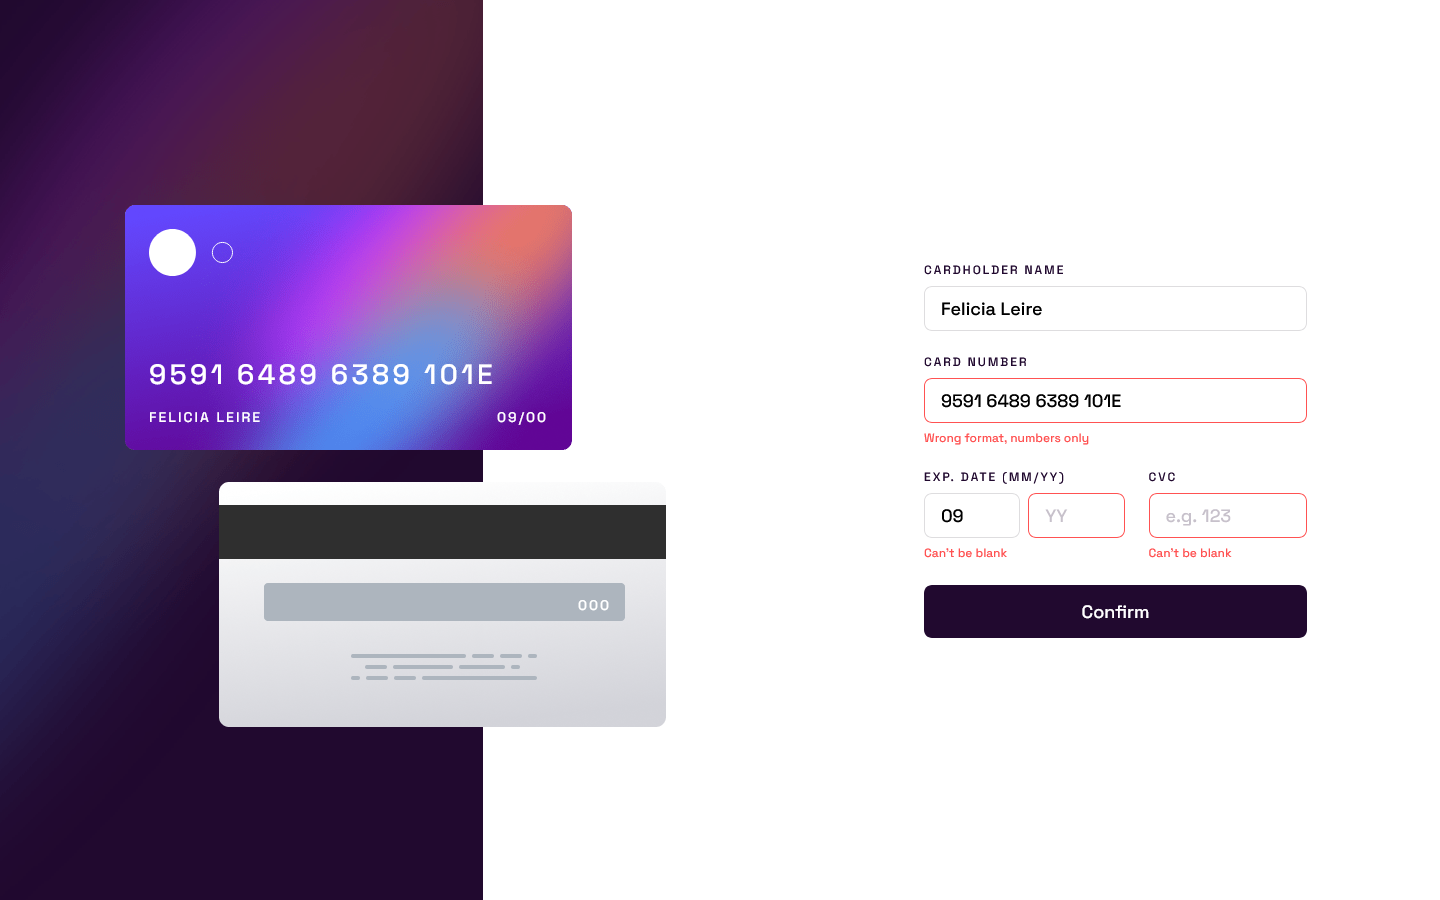 9591 6489 6389 101E
FELICIA LEIRE 09/00
000
CARDHOLDER NAME
Felicia Leire
CARD NUMBER
9591 6489 6389 101E
Wrong format, numbers only
EXP. DATE (MM/YY) CVC
09 YY e.g. 123
Can't be blank Can't be blank
Confirm